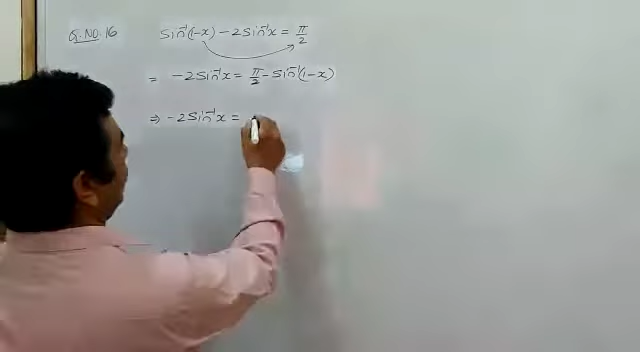 Q.NO.16 sin⁻¹(1-x) - 2sin⁻¹x = π/2
= -2sin⁻¹x = π/2 - sin⁻¹(1-x)
⇒ -2sin⁻¹x =